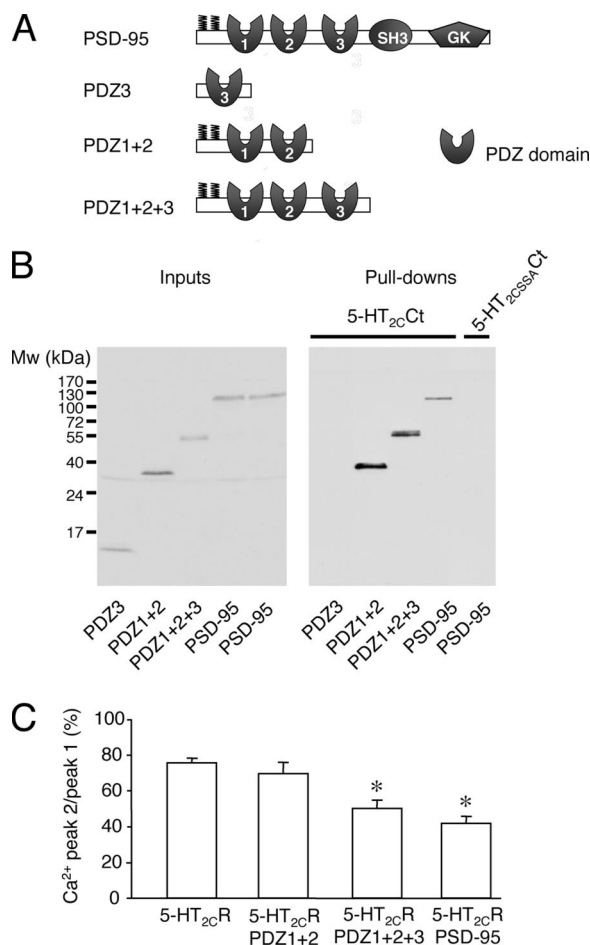 A
PSD-95
1 2 3 SH3 GK
PDZ3
3
PDZ1+2
1 2
PDZ domain
PDZ1+2+3
1 2 3
B
Inputs
Pull-downs
5-HT2CCt
5-HT2CSSACt
Mw (kDa)
170
130
100
72
55
40
24
17
PDZ3
PDZ1+2
PDZ1+2+3
PSD-95
PSD-95
PDZ3
PDZ1+2
PDZ1+2+3
PSD-95
PSD-95
C
Ca2+ peak 2/peak 1 (%)
100
80
60
40
20
0
* *
5-HT2CR
5-HT2CR
PDZ1+2
5-HT2CR
PDZ1+2+3
5-HT2CR
PSD-95